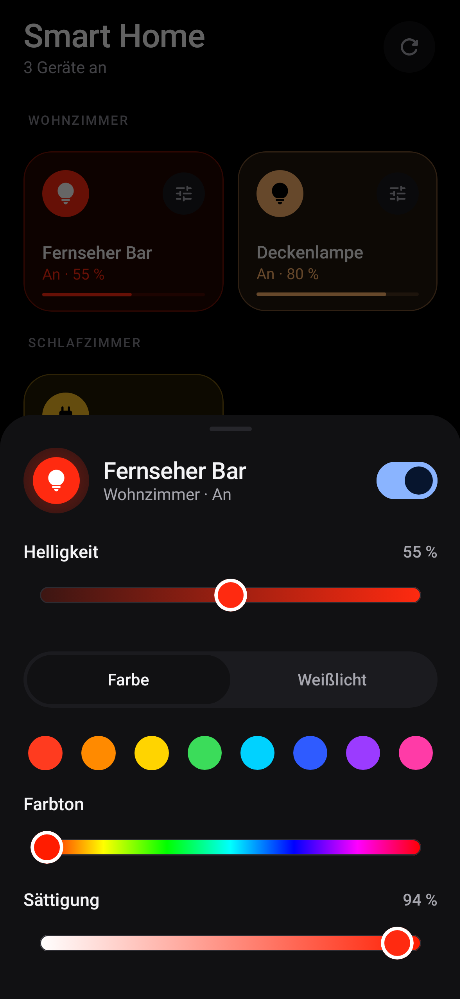 Smart Home
3 Geräte an
WOHNZIMMER
Fernseher Bar
An · 55 %
Deckenlampe
An · 80 %
SCHLAFZIMMER
Fernseher Bar
Wohnzimmer · An
Helligkeit
55 %
Farbe
Weißlicht
Farbton
Sättigung
94 %